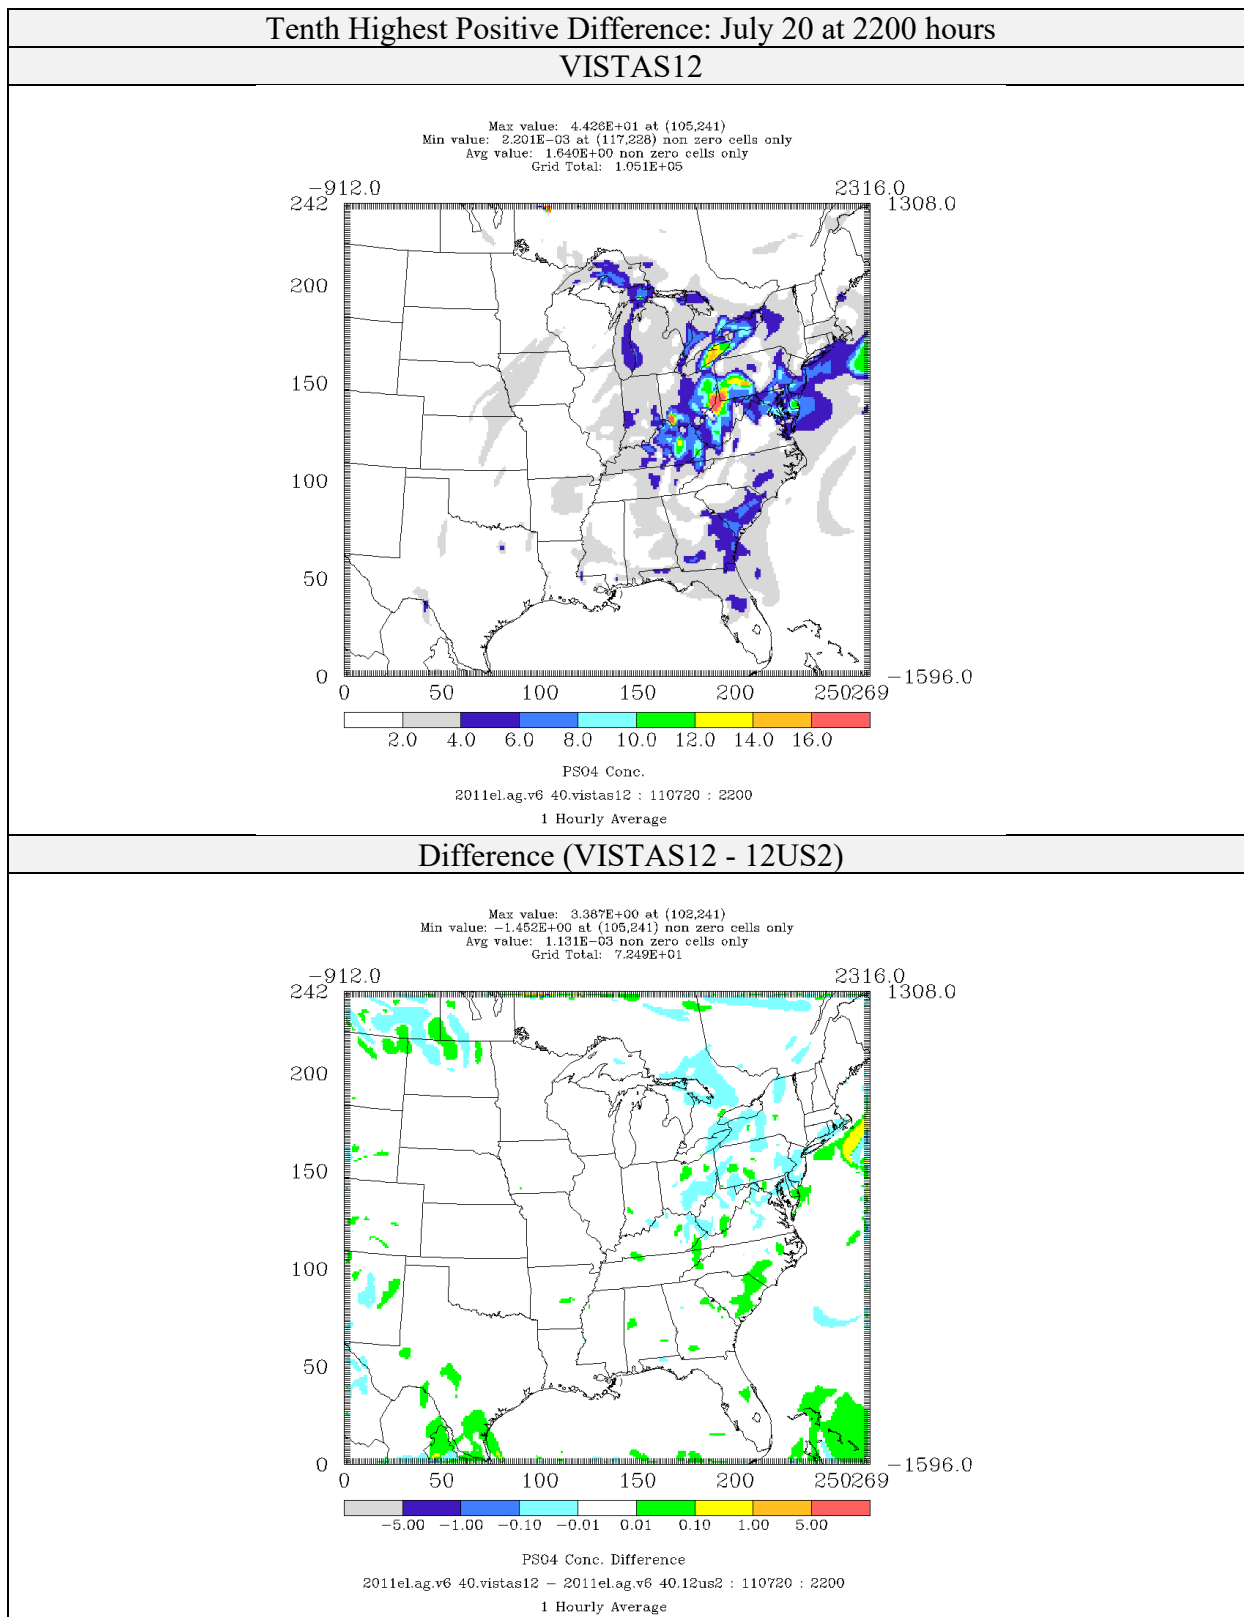 Tenth Highest Positive Difference: July 20 at 2200 hours
VISTAS12
Max value: 4.426E+01 at (105,241)
Min value: 2.201E-03 at (117,228) non zero cells only
Avg value: 1.640E+00 non zero cells only
Grid Total: 1.051E+05
-912.0 2316.0
242 1308.0
200
150
100
50
0 -1596.0
0 50 100 150 200 250269
2.0 4.0 6.0 8.0 10.0 12.0 14.0 16.0
PSO4 Conc.
2011el.ag.v6 40.vistas12 : 110720 : 2200
1 Hourly Average
Difference (VISTAS12 - 12US2)
Max value: 3.387E+00 at (102,241)
Min value: -1.452E+00 at (105,241) non zero cells only
Avg value: 1.131E-03 non zero cells only
Grid Total: 7.249E+01
-912.0 2316.0
242 1308.0
200
150
100
50
0 -1596.0
0 50 100 150 200 250269
-5.00 -1.00 -0.10 -0.01 0.01 0.10 1.00 5.00
PSO4 Conc. Difference
2011el.ag.v6 40.vistas12 - 2011el.ag.v6 40.12us2 : 110720 : 2200
1 Hourly Average